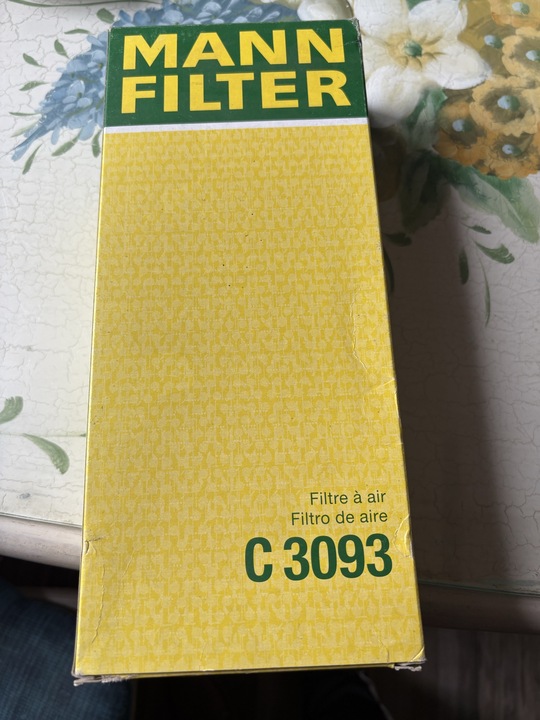 MANN
FILTER
Filtre à air
Filtro de aire
C 3093